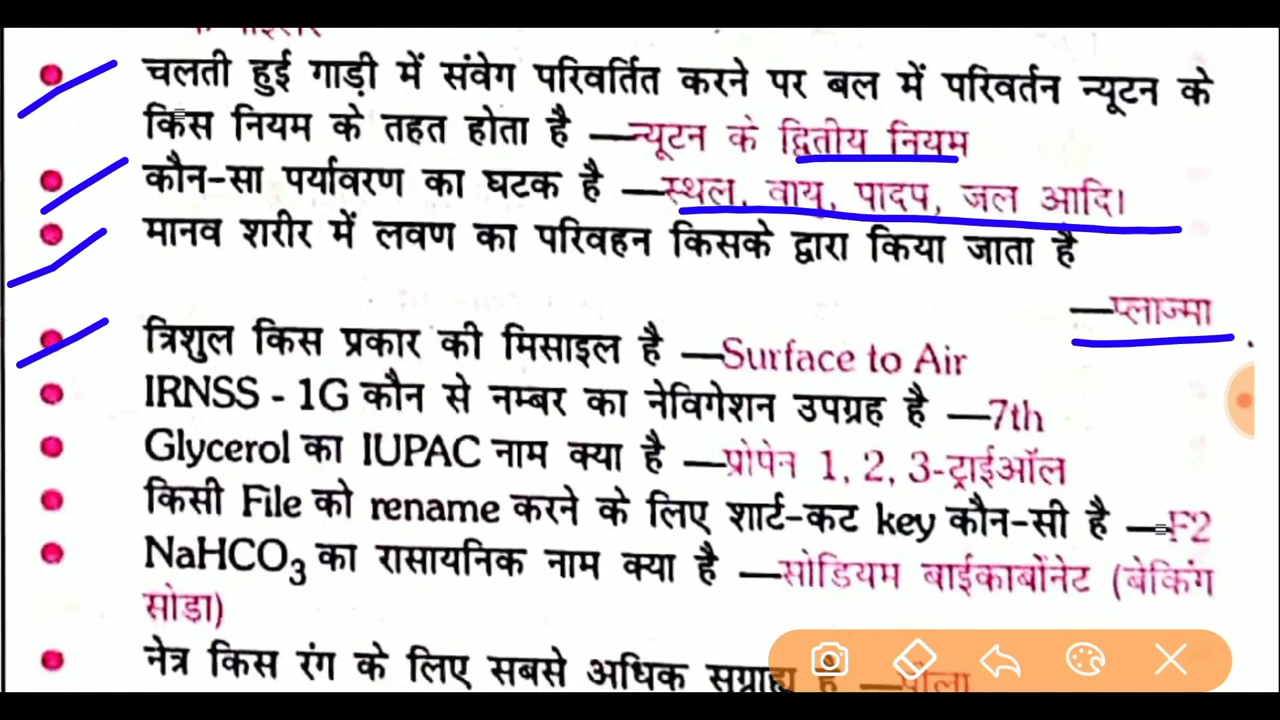 चलती हुई गाड़ी में संवेग परिवर्तित करने पर बल में परिवर्तन न्यूटन के
किस नियम के तहत होता है —न्यूटन के द्वितीय नियम
कौन-सा पर्यावरण का घटक है —स्थल, वायु, पादप, जल आदि।
मानव शरीर में लवण का परिवहन किसके द्वारा किया जाता है
—प्लाज्मा
त्रिशुल किस प्रकार की मिसाइल है —Surface to Air
IRNSS - 1G कौन से नम्बर का नेविगेशन उपग्रह है —7th
Glycerol का IUPAC नाम क्या है —प्रोपेन 1, 2, 3-ट्राईऑल
किसी File को rename करने के लिए शार्ट-कट key कौन-सी है —F2
NaHCO₃ का रासायनिक नाम क्या है —सोडियम बाईकार्बोनेट (बेकिंग
सोडा)
नेत्र किस रंग के लिए सबसे अधिक सुग्राह्य है —पीला